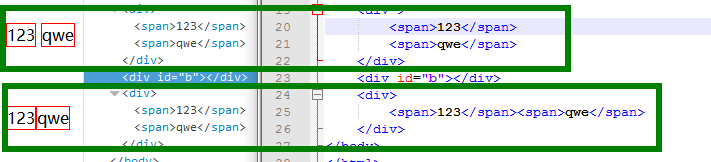 <div>
19 <div>
123 qwe
<span>123</span>
20 <span>123</span>
<span>qwe</span>
21 <span>qwe</span>
</div>
22 </div>
<div id="b"></div>
23 <div id="b"></div>
<div>
24 <div>
123qwe
<span>123</span>
25 <span>123</span><span>qwe</span>
<span>qwe</span>
</div>
26 </div>
27 </body>
</body>
28 </html>